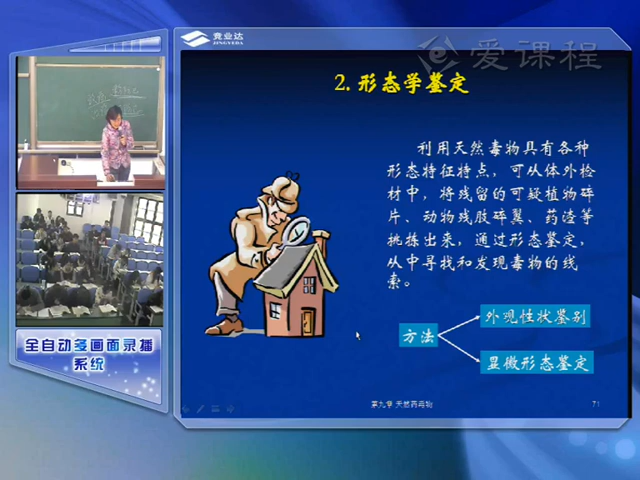 竞业达
JINGYEDA
爱课程
2.形态学鉴定
利用天然毒物具有各种
形态特征特点，可从体外检
材中，将残留的可疑植物碎
片、动物残肢碎翼、药渣等
挑拣出来，通过形态鉴定，
从中寻找和发现毒物的线
索。
方法
外观性状鉴别
显微形态鉴定
全自动多画面录播
系统
第九章 天然药毒物
71